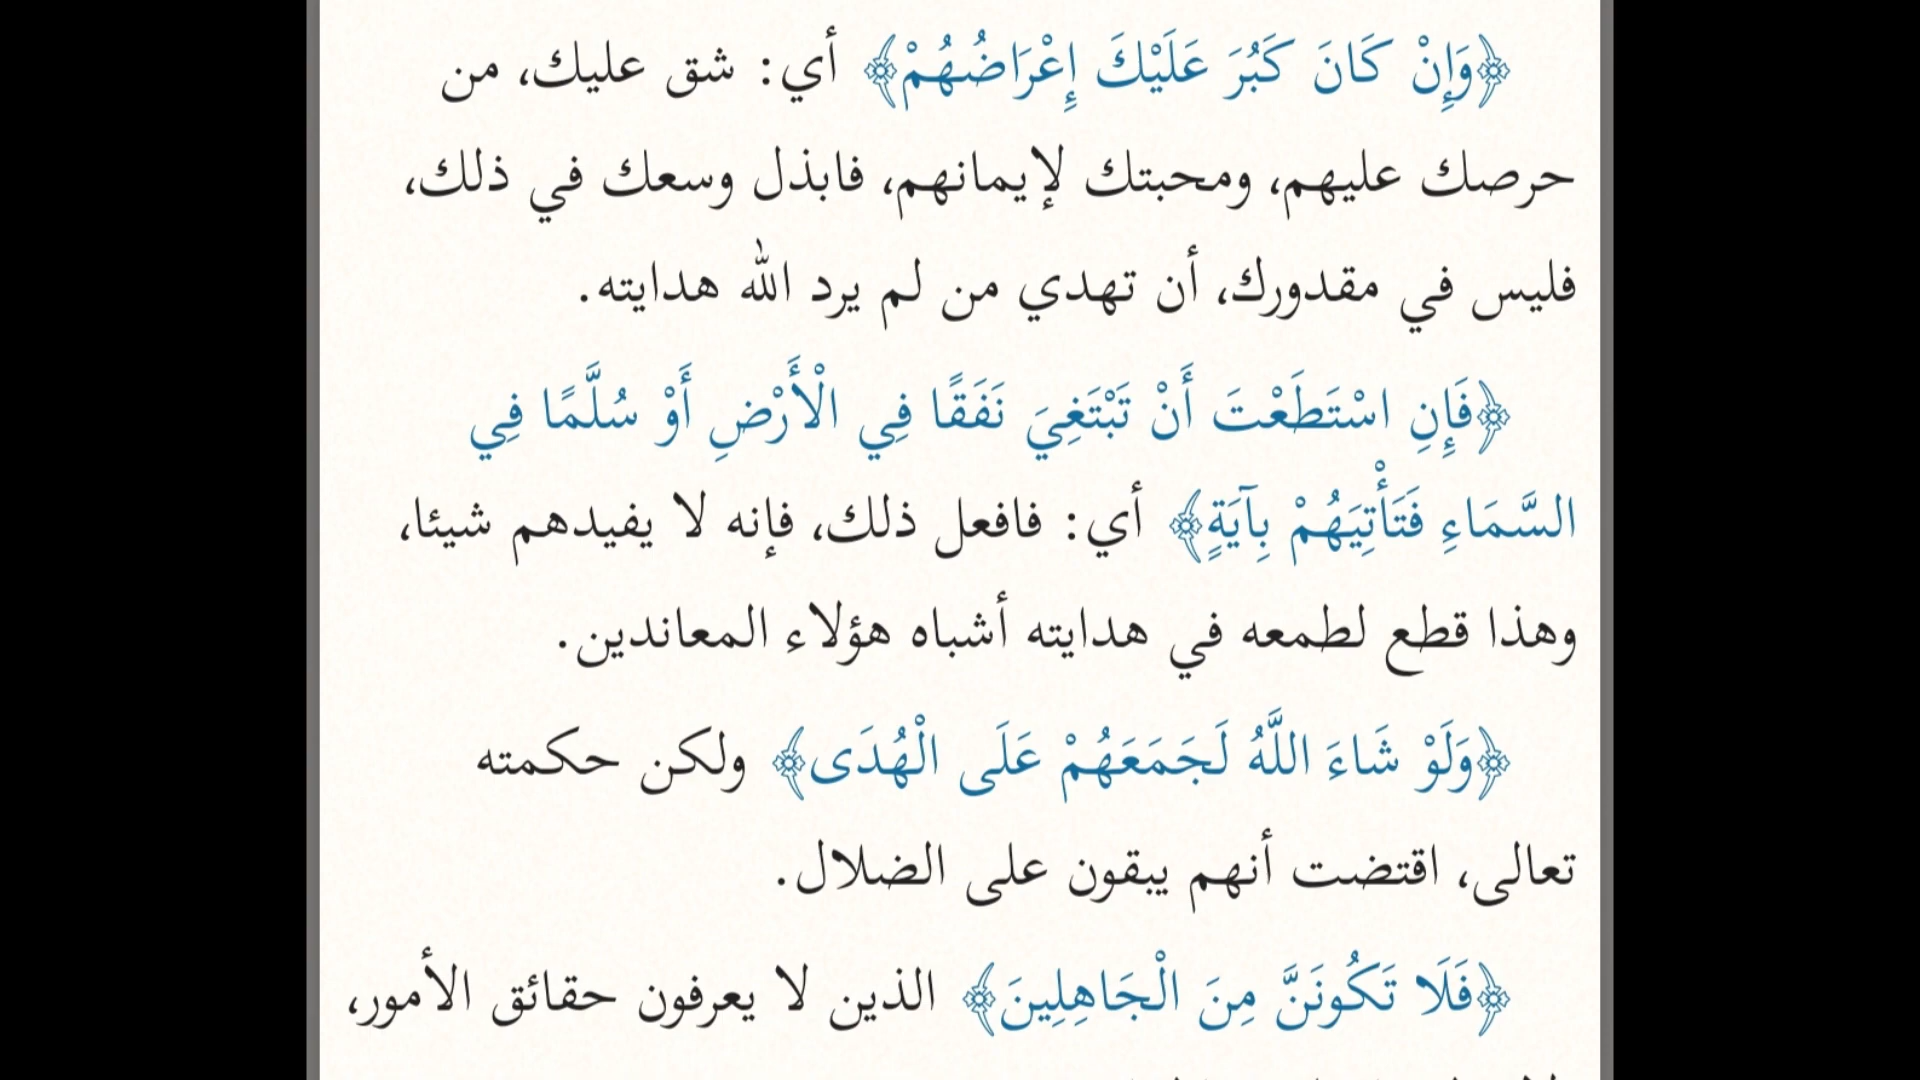 ﴿وَإِنْ كَانَ كَبُرَ عَلَيْكَ إِعْرَاضُهُمْ﴾ أي: شق عليك، من
حرصك عليهم، ومحبتك لإيمانهم، فابذل وسعك في ذلك،
فليس في مقدورك، أن تهدي من لم يرد الله هدايته.
﴿فَإِنِ اسْتَطَعْتَ أَنْ تَبْتَغِيَ نَفَقًا فِي الْأَرْضِ أَوْ سُلَّمًا فِي
السَّمَاءِ فَتَأْتِيَهُمْ بِآيَةٍ﴾ أي: فافعل ذلك، فإنه لا يفيدهم شيئا،
وهذا قطع لطمعه في هدايته أشباه هؤلاء المعاندين.
﴿وَلَوْ شَاءَ اللَّهُ لَجَمَعَهُمْ عَلَى الْهُدَى﴾ ولكن حكمته
تعالى، اقتضت أنهم يبقون على الضلال.
﴿فَلَا تَكُونَنَّ مِنَ الْجَاهِلِينَ﴾ الذين لا يعرفون حقائق الأمور،